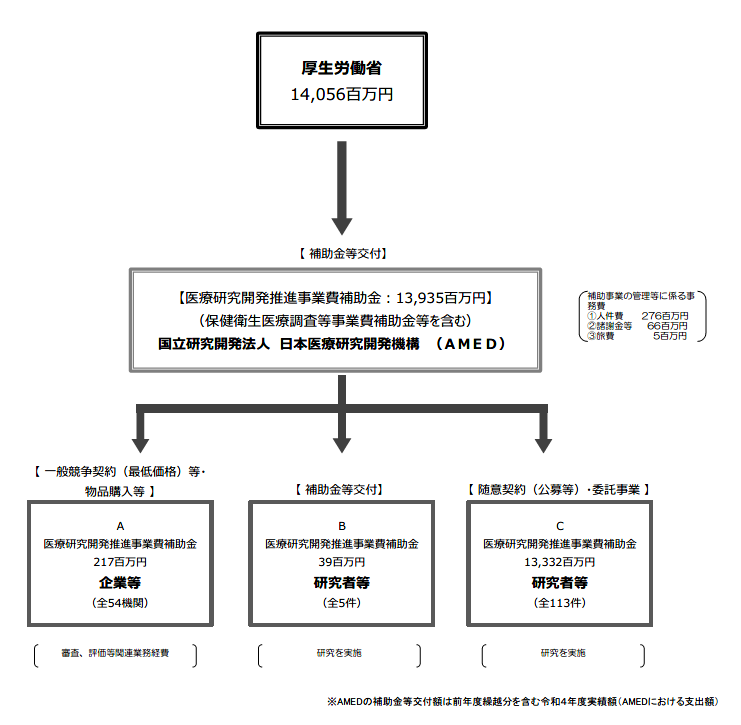 厚生労働省
14,056百万円
【 補助金等交付】
【医療研究開発推進事業費補助金:13,935百万円】
(保健衛生医療調査等事業費補助金等を含む)
国立研究開発法人 日本医療研究開発機構 (AMED)
補助事業の管理等に係る事
務費
①人件費 276百万円
②諸謝金等 66百万円
③旅費 5百万円
【 一般競争契約(最低価格)等・
物品購入等 】
A
医療研究開発推進事業費補助金
217百万円
企業等
(全54機関)
審査、評価等関連業務経費
【 補助金等交付】
B
医療研究開発推進事業費補助金
39百万円
研究者等
(全5件)
研究を実施
【 随意契約(公募等)・委託事業 】
C
医療研究開発推進事業費補助金
13,332百万円
研究者等
(全113件)
研究を実施
※AMEDの補助金等交付額は前年度繰越分を含む令和4年度実績額(AMEDにおける支出額)